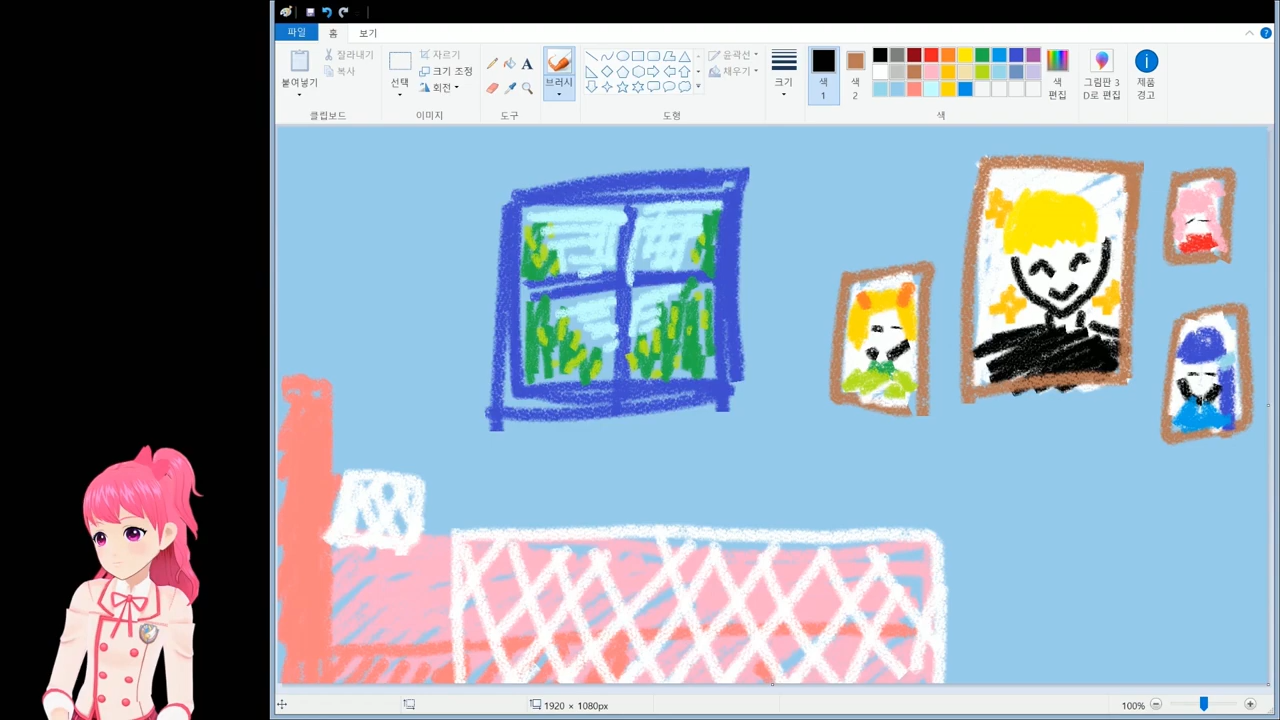 파일 홈 보기
붙여넣기
잘라내기
복사
클립보드
선택
자르기
크기 조정
회전
이미지
A
도구
브러시
윤곽선
채우기
도형
크기
색
1
색
2
색
편집
색
그림판 3
D로 편집
제품
경고
1920 × 1080px
100%